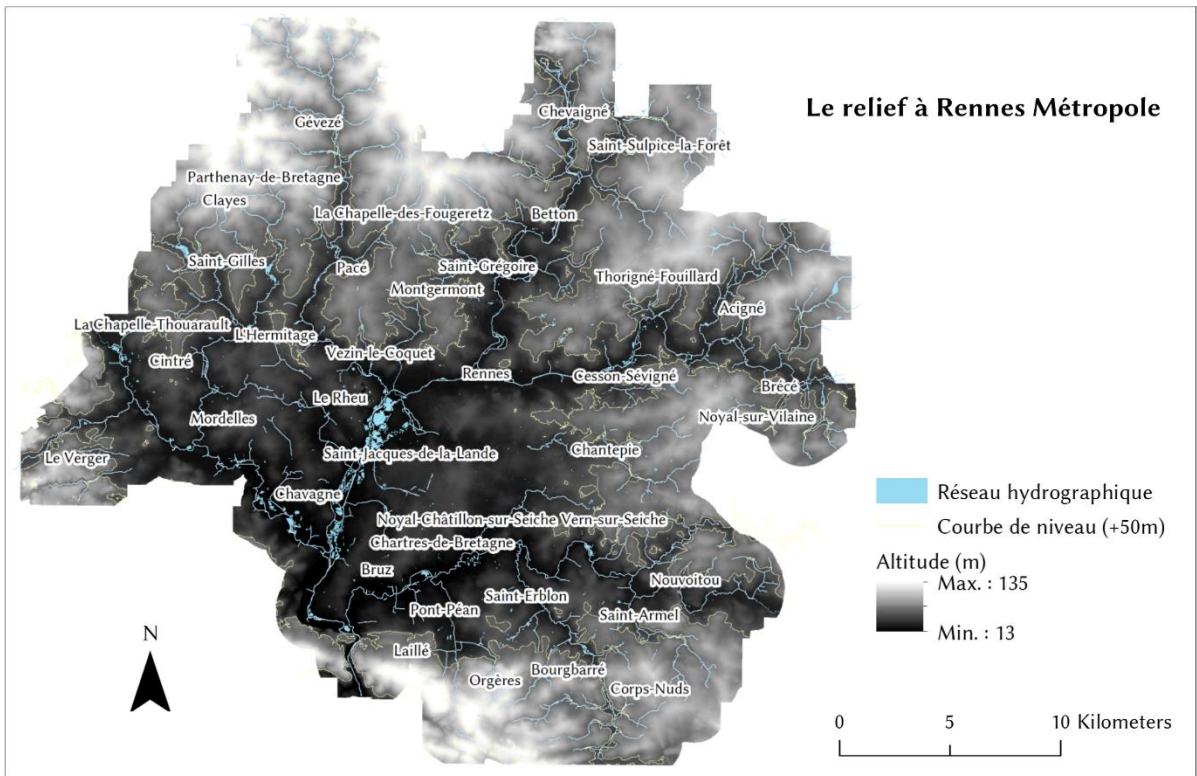 Le relief à Rennes Métropole
Chevaigné
Gévezé
Saint-Sulpice-la-Forêt
Parthenay-de-Bretagne
Clayes
La Chapelle-des-Fougeretz
Betton
Saint-Gilles
Pacé
Saint-Grégoire
Thorigné-Fouillard
Montgermont
Acigné
La Chapelle-Thouarault
L'Hermitage
Cintré
Vezin-le-Coquet
Rennes
Cesson-Sévigné
Brécé
Le Rheu
Mordelles
Noyal-sur-Vilaine
Saint-Jacques-de-la-Lande
Chantepie
Le Verger
Chavagne
Noyal-Châtillon-sur-Seiche
Vern-sur-Seiche
Chartres-de-Bretagne
Bruz
Nouvoitou
Saint-Erblon
Pont-Péan
Saint-Armel
Laillé
Bourgbarré
Orgères
Corps-Nuds
Réseau hydrographique
Courbe de niveau (+50m)
Altitude (m)
Max. : 135
Min. : 13
N
0 5 10 Kilometers